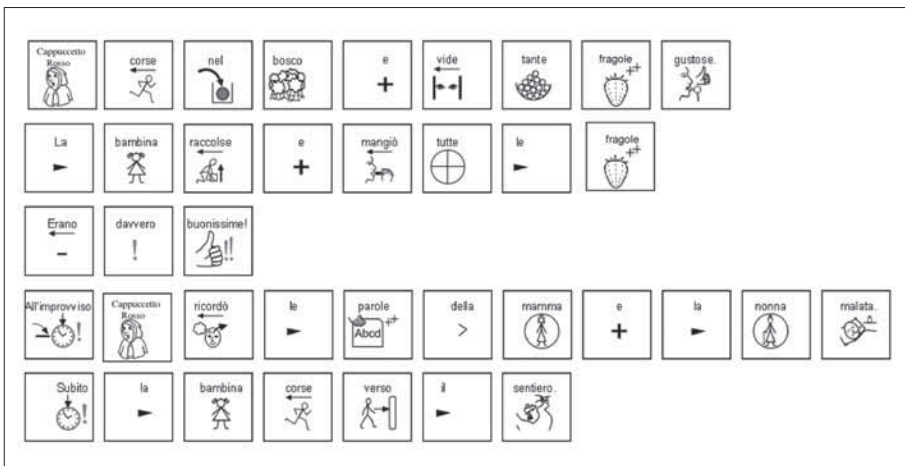 Cappuccetto Rosso corse nel bosco e vide tante fragole gustose.
La bambina raccolse e mangiò tutte le fragole
Erano davvero buonissime!
All'improvviso Cappuccetto Rosso ricordò le parole Abcd della mamma e la nonna malata.
Subito la bambina corse verso il sentiero.